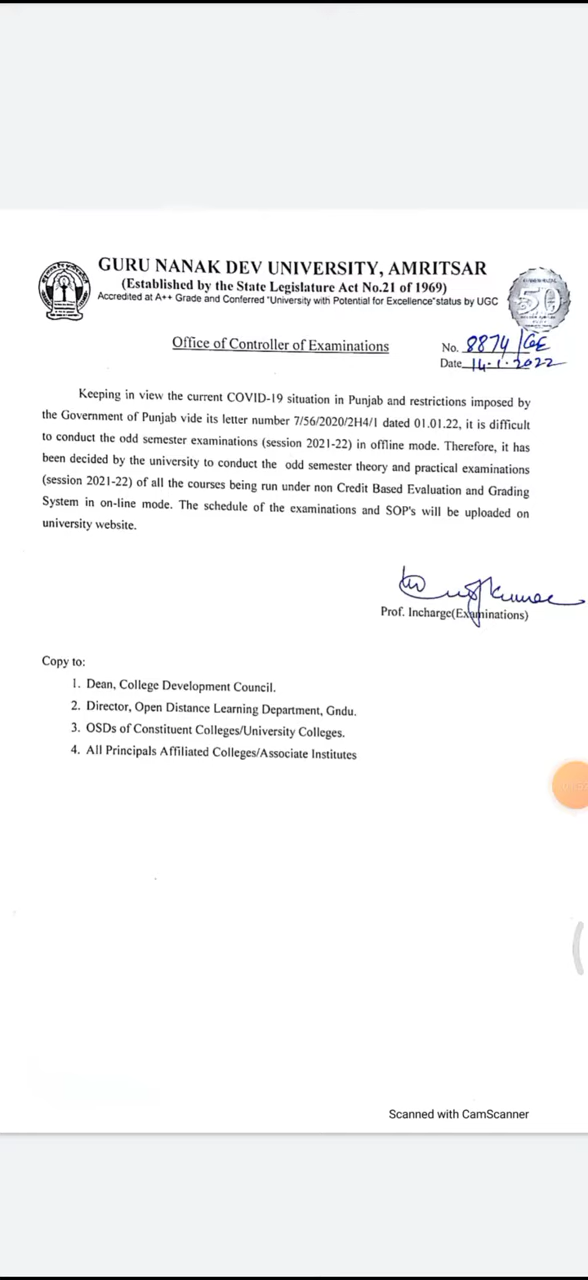 GURU NANAK DEV UNIVERSITY, AMRITSAR
(Established by the State Legislature Act No.21 of 1969)
Accredited at A++ Grade and Conferred "University with Potential for Excellence"status by UGC
50
Office of Controller of Examinations
No. 8874/CoE
Date 14-1-2022
Keeping in view the current COVID-19 situation in Punjab and restrictions imposed by
the Government of Punjab vide its letter number 7/56/2020/2H4/1 dated 01.01.22, it is difficult
to conduct the odd semester examinations (session 2021-22) in offline mode. Therefore, it has
been decided by the university to conduct the odd semester theory and practical examinations
(session 2021-22) of all the courses being run under non Credit Based Evaluation and Grading
System in on-line mode. The schedule of the examinations and SOP's will be uploaded on
university website.
Prof. Incharge(Examinations)
Copy to:
1. Dean, College Development Council.
2. Director, Open Distance Learning Department, Gndu.
3. OSDs of Constituent Colleges/University Colleges.
4. All Principals Affiliated Colleges/Associate Institutes
Scanned with CamScanner